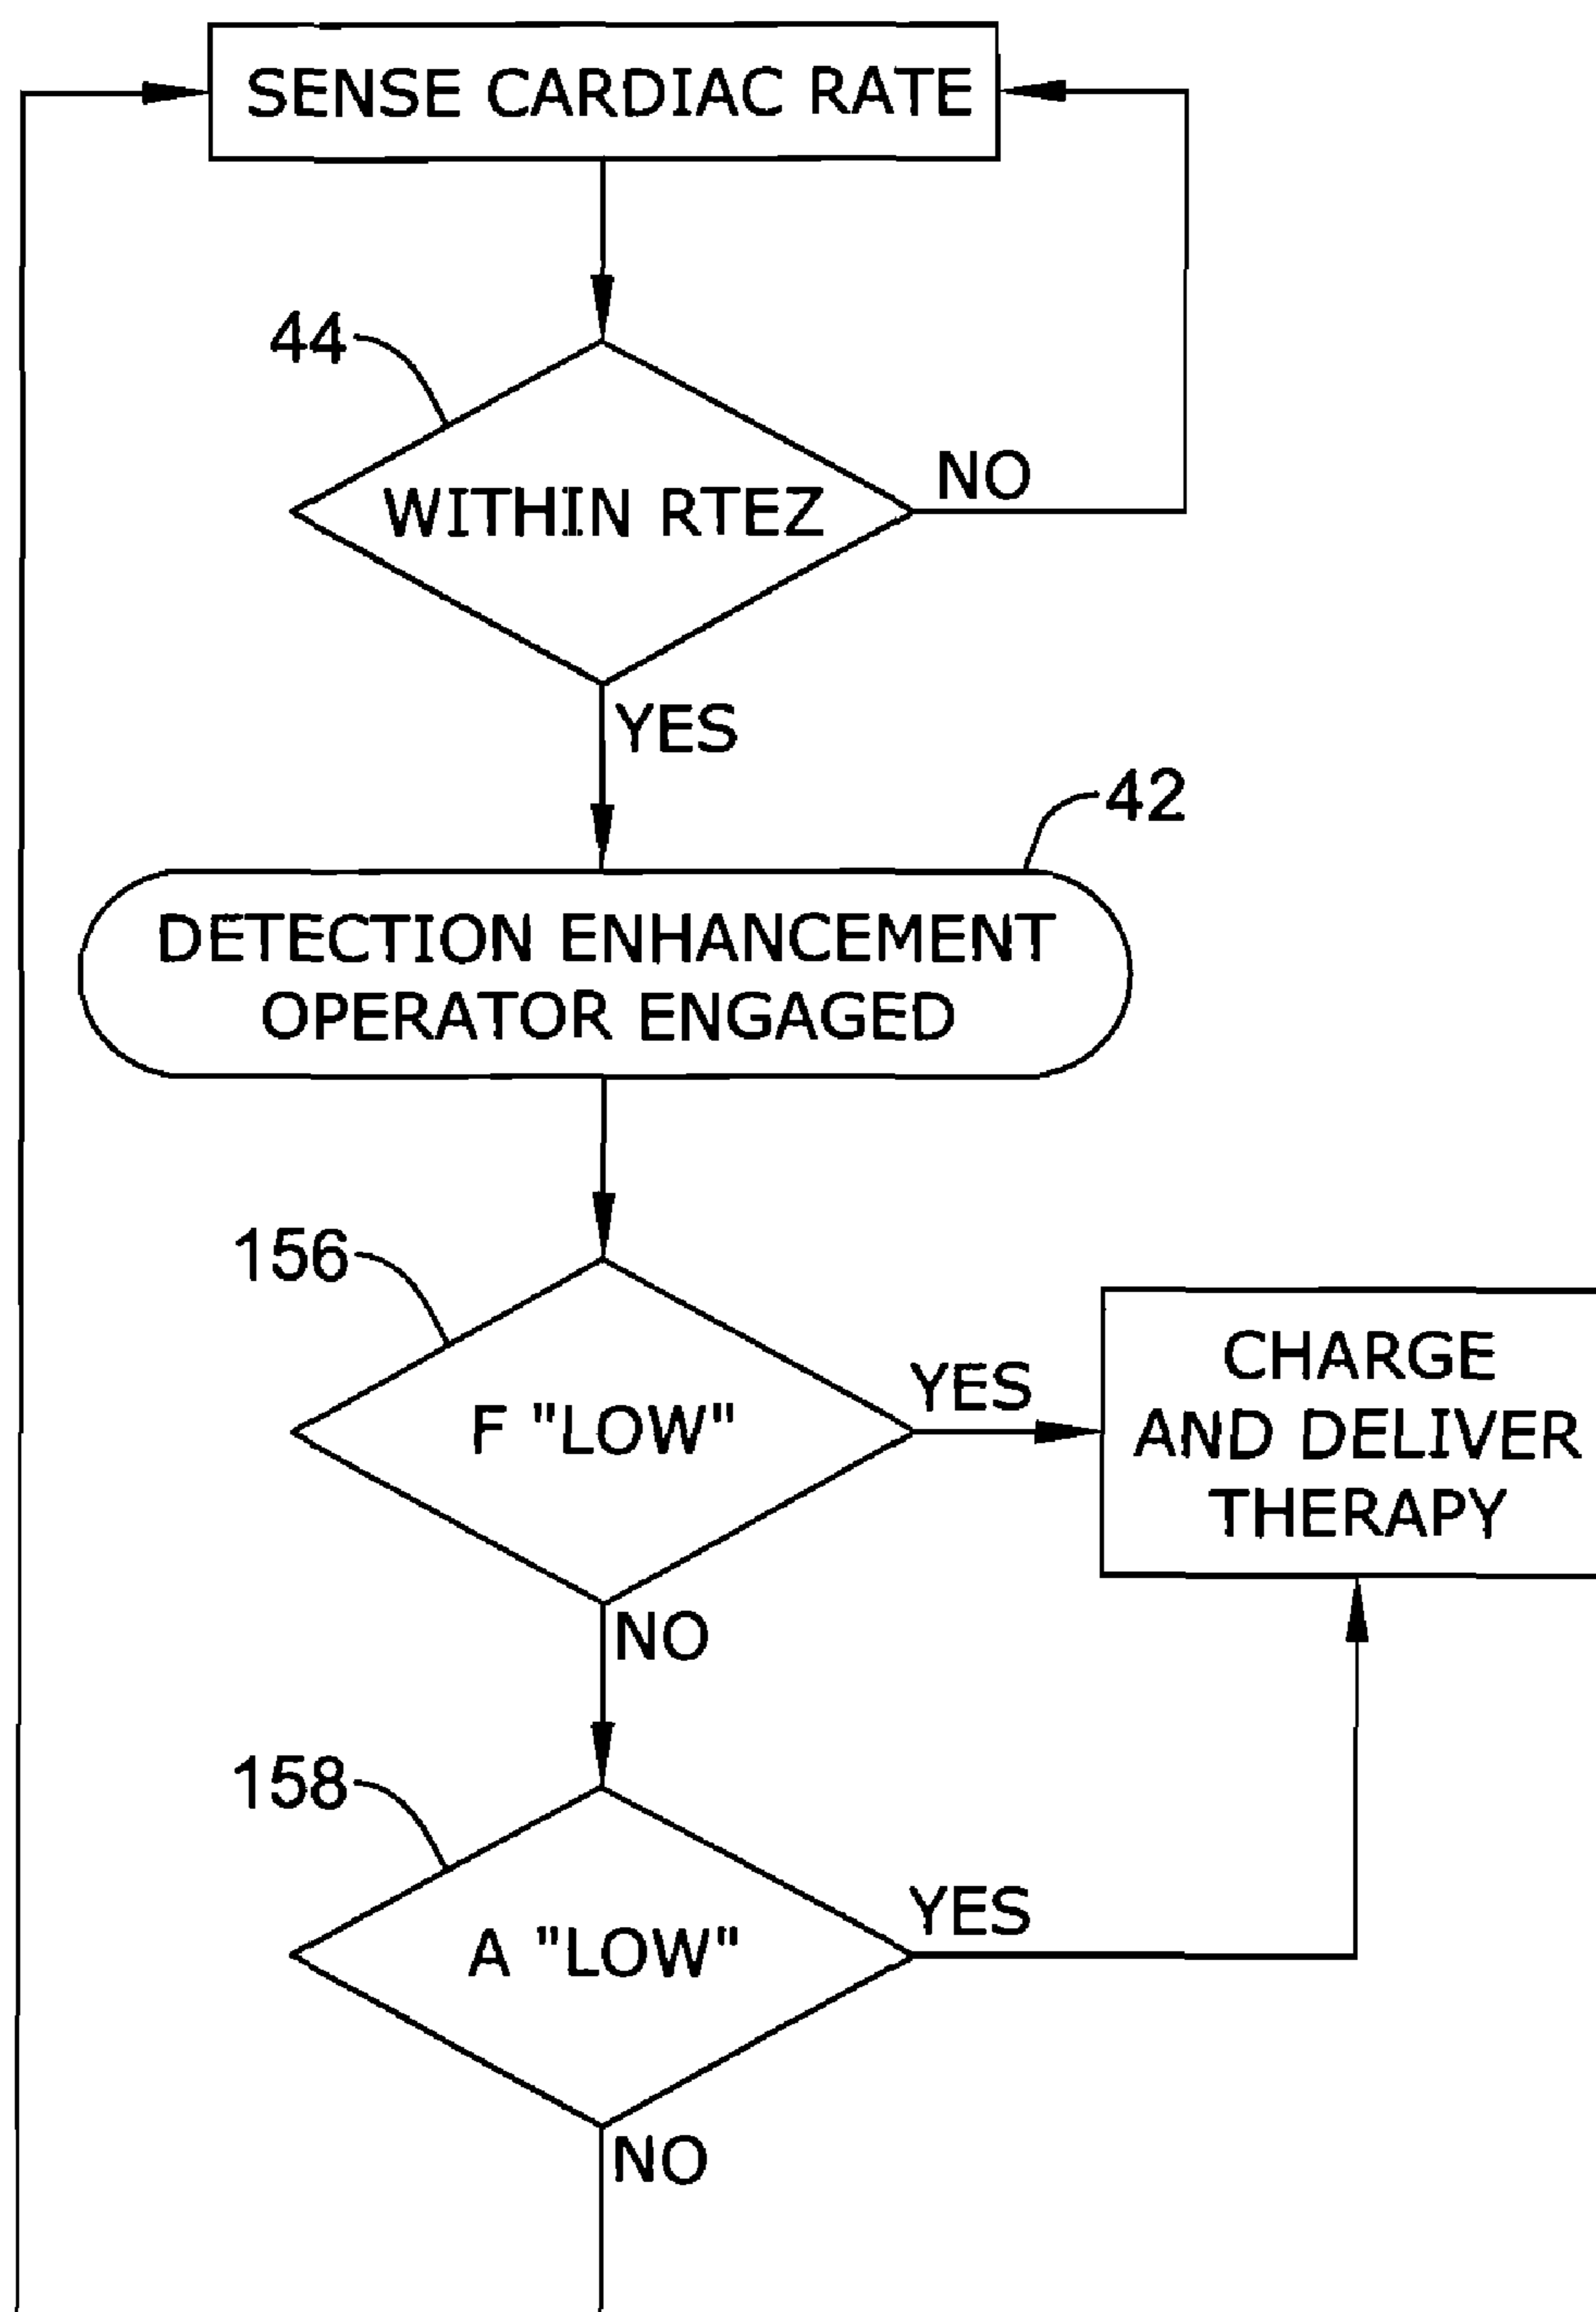 SENSE CARDIAC RATE
44
WITHIN RTEZ
NO
YES
42
DETECTION ENHANCEMENT
OPERATOR ENGAGED
156
F "LOW"
YES
CHARGE
AND DELIVER
THERAPY
NO
158
A "LOW"
YES
NO